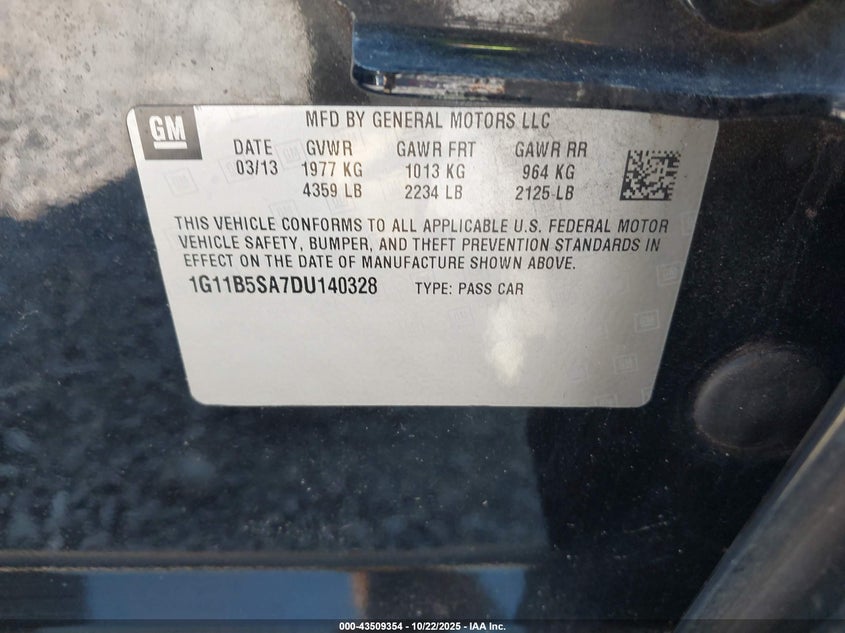 GM
MFD BY GENERAL MOTORS LLC
DATE GVWR GAWR FRT GAWR RR
03/13 1977 KG 1013 KG 964 KG
4359 LB 2234 LB 2125 LB
THIS VEHICLE CONFORMS TO ALL APPLICABLE U.S. FEDERAL MOTOR
VEHICLE SAFETY, BUMPER, AND THEFT PREVENTION STANDARDS IN
EFFECT ON THE DATE OF MANUFACTURE SHOWN ABOVE.
1G11B5SA7DU140328 TYPE: PASS CAR
000-43509354 | 10/22/2025 | IAA Inc.